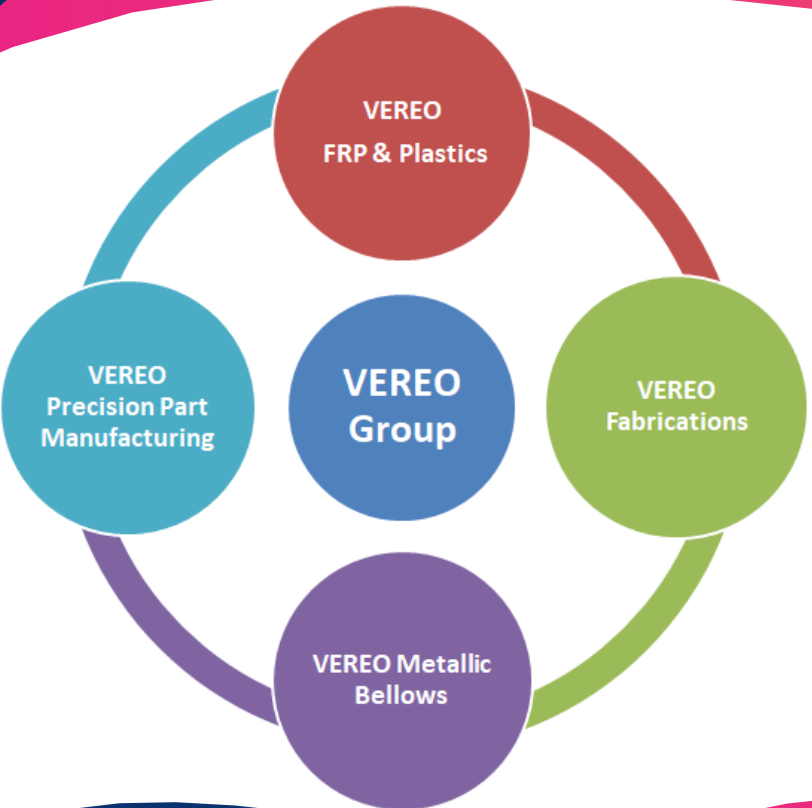 VEREO
FRP & Plastics
VEREO
Precision Part
Manufacturing
VEREO
Group
VEREO
Fabrications
VEREO Metallic
Bellows